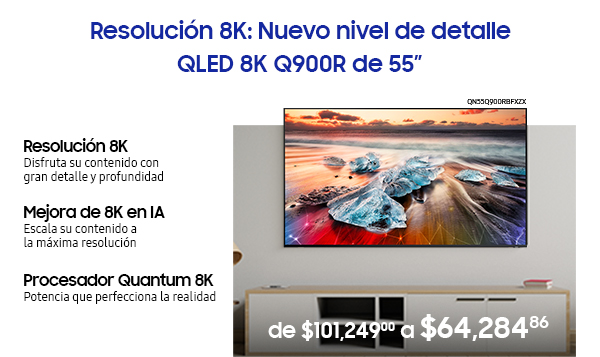 Resolución 8K: Nuevo nivel de detalle
QLED 8K Q900R de 55”
QN55Q900RBFXZX
Resolución 8K
Disfruta su contenido con
gran detalle y profundidad
Mejora de 8K en IA
Escala su contenido a
la máxima resolución
Procesador Quantum 8K
Potencia que perfecciona la realidad
de $101,249⁰⁰ a $64,284⁸⁶